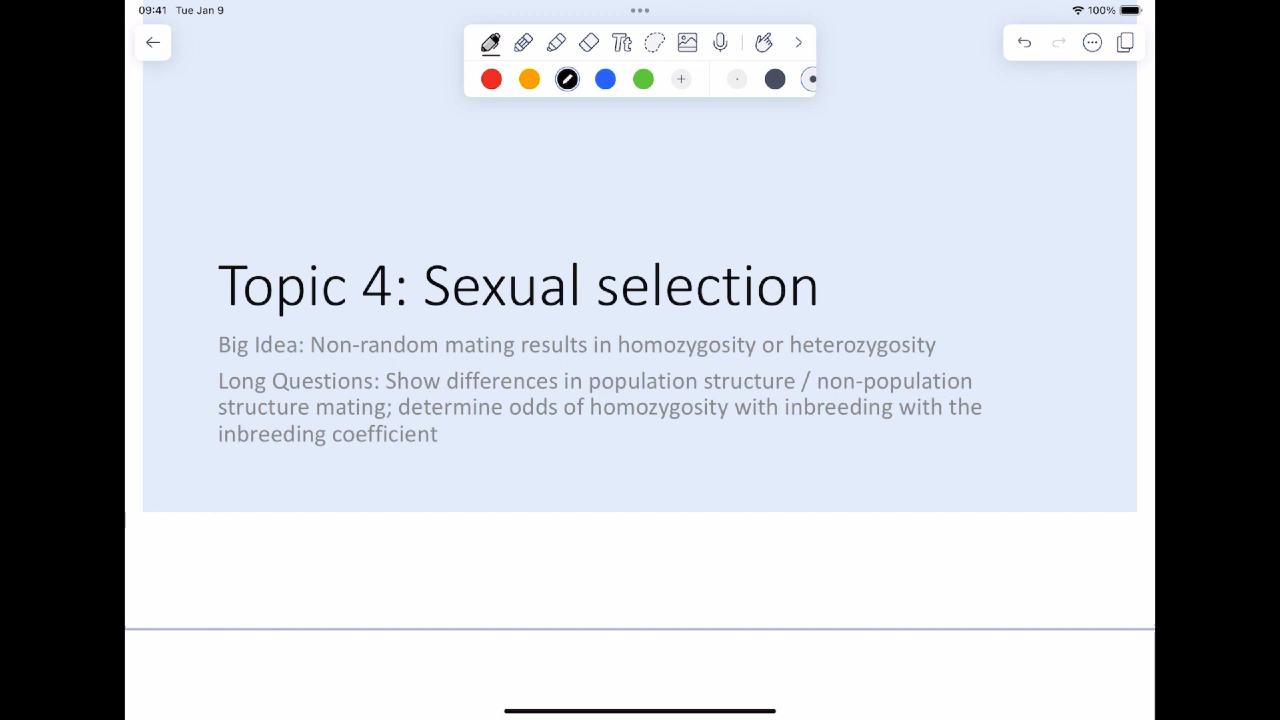 09:41 Tue Jan 9
100%
Tt
Topic 4: Sexual selection
Big Idea: Non-random mating results in homozygosity or heterozygosity
Long Questions: Show differences in population structure / non-population
structure mating; determine odds of homozygosity with inbreeding with the
inbreeding coefficient